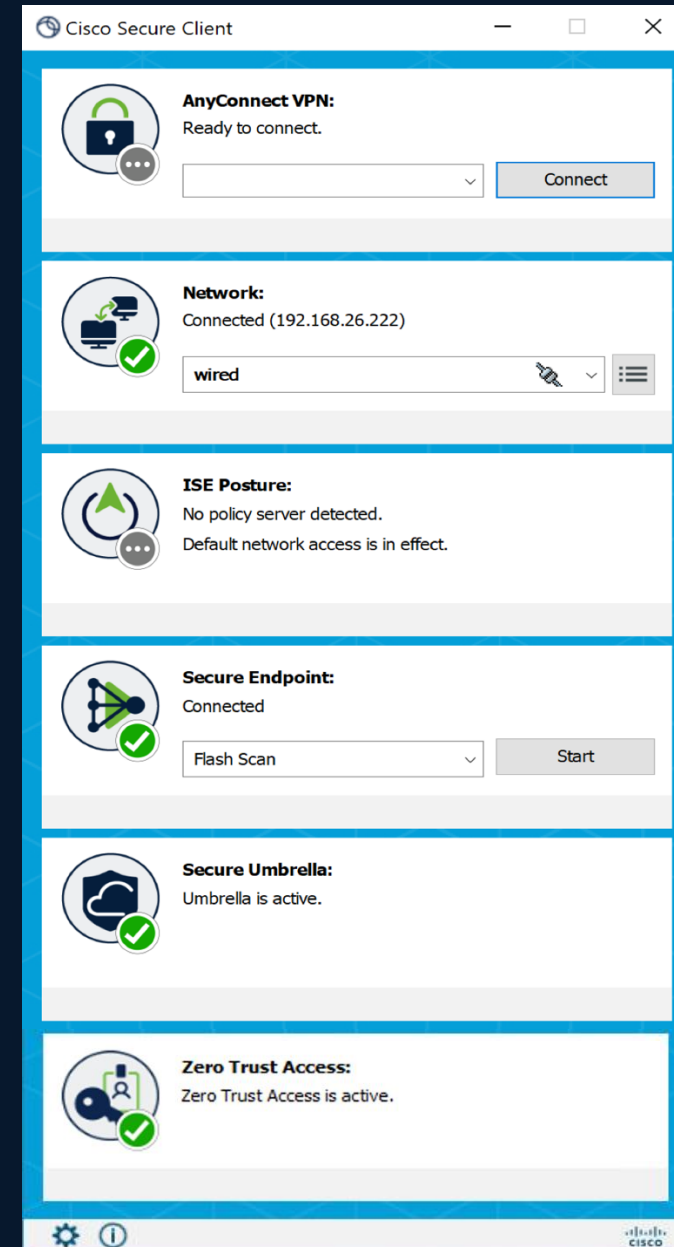 Cisco Secure Client
AnyConnect VPN:
Ready to connect.
Connect
Network:
Connected (192.168.26.222)
wired
ISE Posture:
No policy server detected.
Default network access is in effect.
Secure Endpoint:
Connected
Flash Scan
Start
Secure Umbrella:
Umbrella is active.
Zero Trust Access:
Zero Trust Access is active.
CISCO